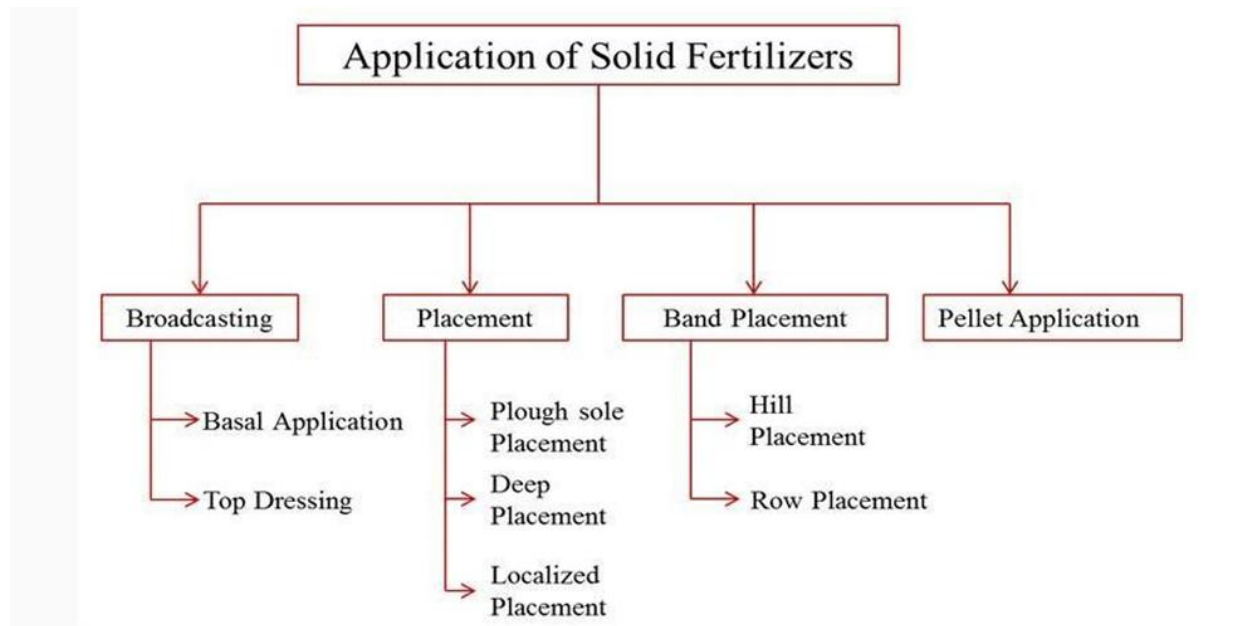 Application of Solid Fertilizers
Broadcasting
Placement
Band Placement
Pellet Application
Basal Application
Top Dressing
Plough sole
Placement
Deep
Placement
Localized
Placement
Hill
Placement
Row Placement